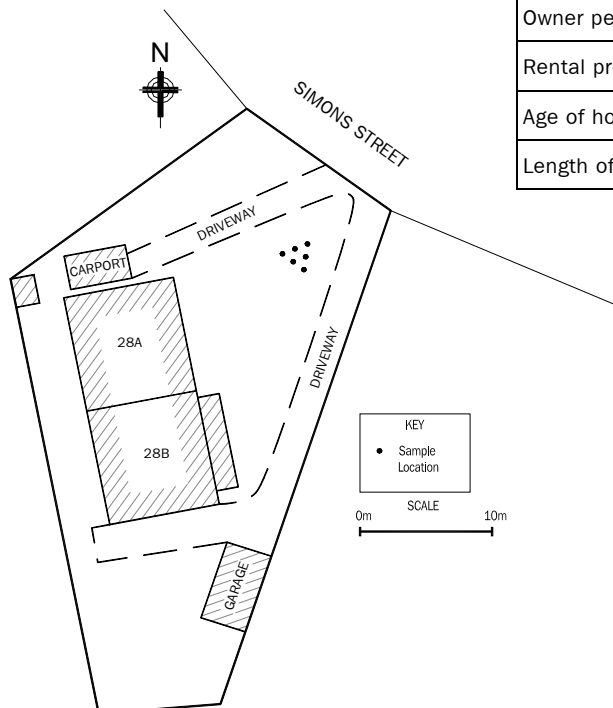 N
SIMONS STREET
Owner pe
Rental pr
Age of ho
Length of
DRIVEWAY
CARPORT
28A
DRIVEWAY
28B
KEY
Sample
Location
SCALE
0m 10m
GARAGE